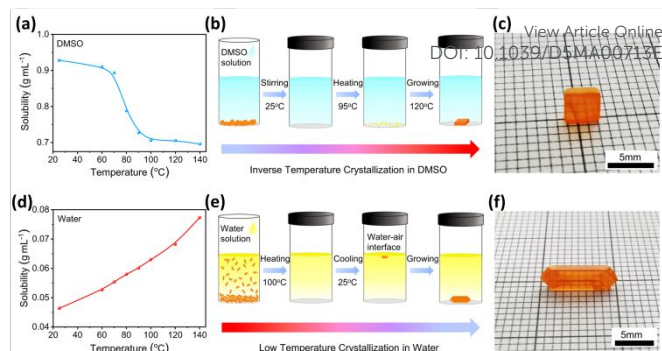 (a)
DMSO
Solubility (g mL⁻¹)
1.0
0.9
0.8
0.7
0.6
20 40 60 80 100 120 140
Temperature (°C)
(b)
DMSO
solution
Stirring
25°C
Heating
95°C
Growing
120°C
Inverse Temperature Crystallization in DMSO
(c)
View Article Online
DOI: 10.1039/D5MA00713E
5mm
(d)
Water
Solubility (g mL⁻¹)
0.08
0.07
0.06
0.05
0.04
20 40 60 80 100 120 140
Temperature (°C)
(e)
Water
solution
Heating
100°C
Cooling
25°C
Water-air
interface
Growing
Low Temperature Crystallization in Water
(f)
5mm